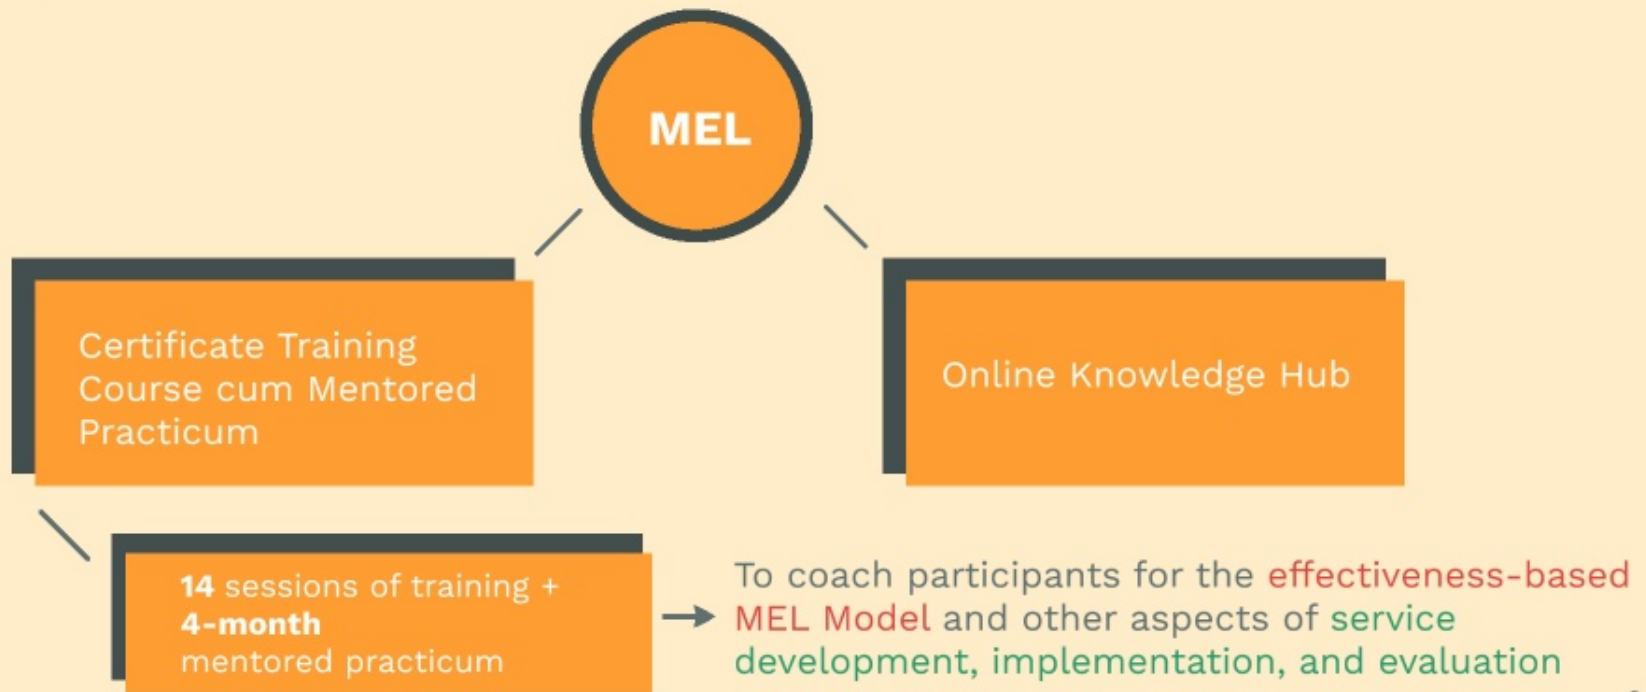 MEL
Certificate Training
Course cum Mentored
Practicum
Online Knowledge Hub
14 sessions of training +
4-month
mentored practicum
To coach participants for the effectiveness-based
MEL Model and other aspects of service
development, implementation, and evaluation